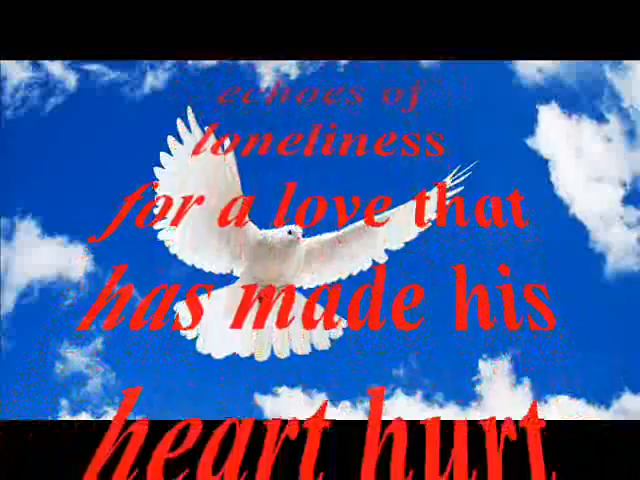 echoes of
loneliness
for a love that
has made his
heart hurt